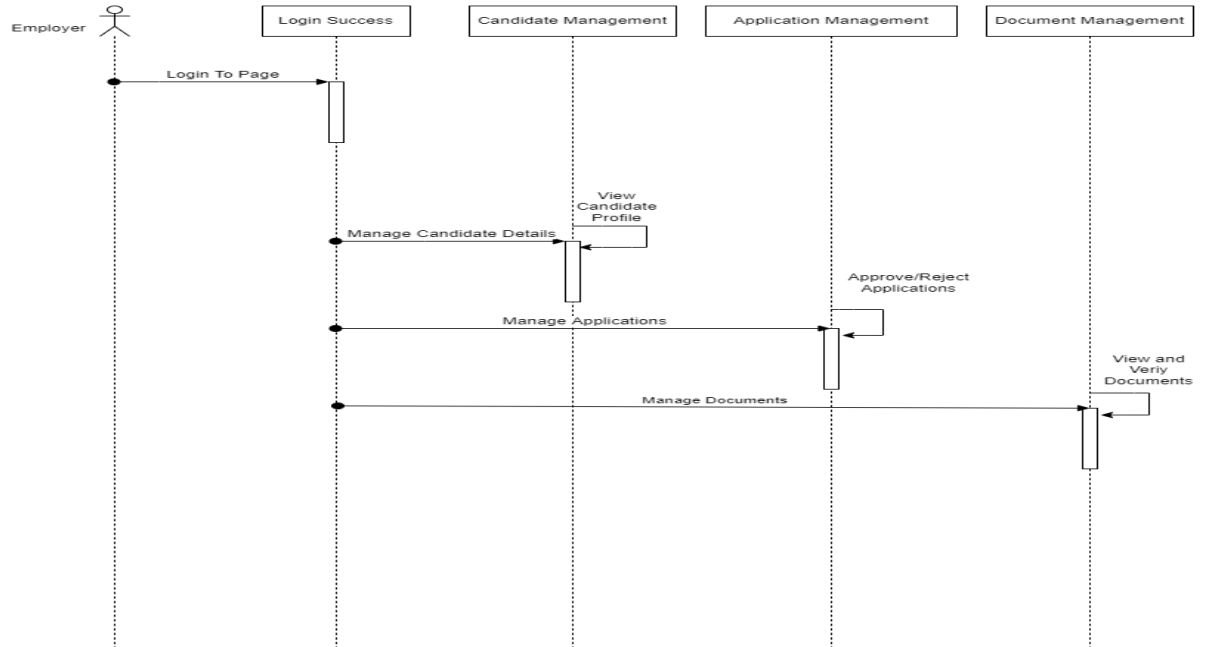 Employer
Login Success
Candidate Management
Application Management
Document Management
Login To Page
View
Candidate
Profile
Manage Candidate Details
Approve/Reject
Applications
Manage Applications
View and
Veriy
Documents
Manage Documents